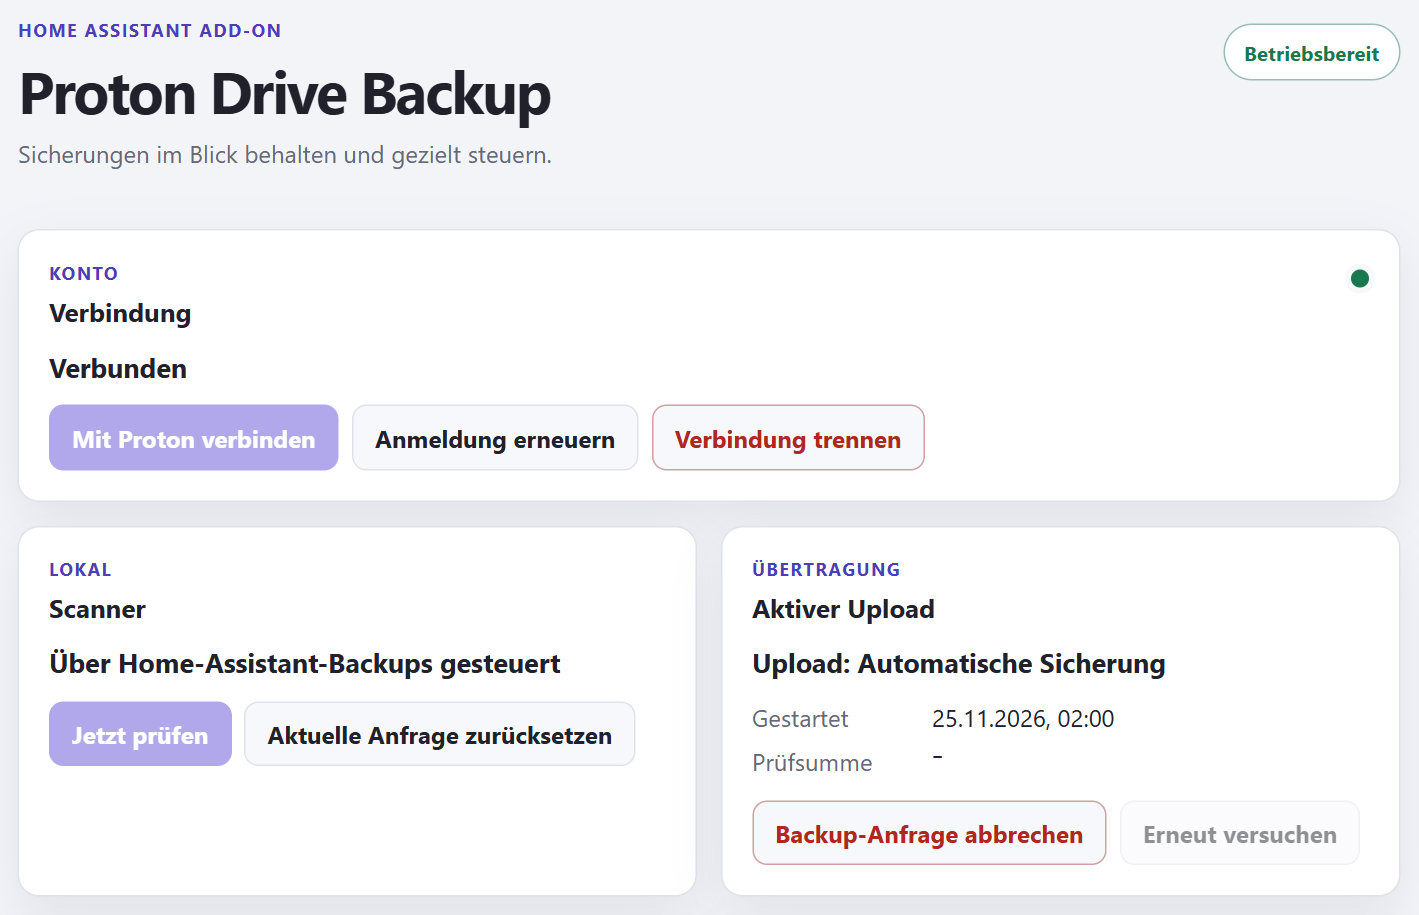 HOME ASSISTANT ADD-ON
Betriebsbereit
Proton Drive Backup
Sicherungen im Blick behalten und gezielt steuern.
KONTO
Verbindung
Verbunden
Mit Proton verbinden
Anmeldung erneuern
Verbindung trennen
LOKAL
Scanner
Über Home-Assistant-Backups gesteuert
Jetzt prüfen
Aktuelle Anfrage zurücksetzen
ÜBERTRAGUNG
Aktiver Upload
Upload: Automatische Sicherung
Gestartet 25.11.2026, 02:00
Prüfsumme –
Backup-Anfrage abbrechen
Erneut versuchen